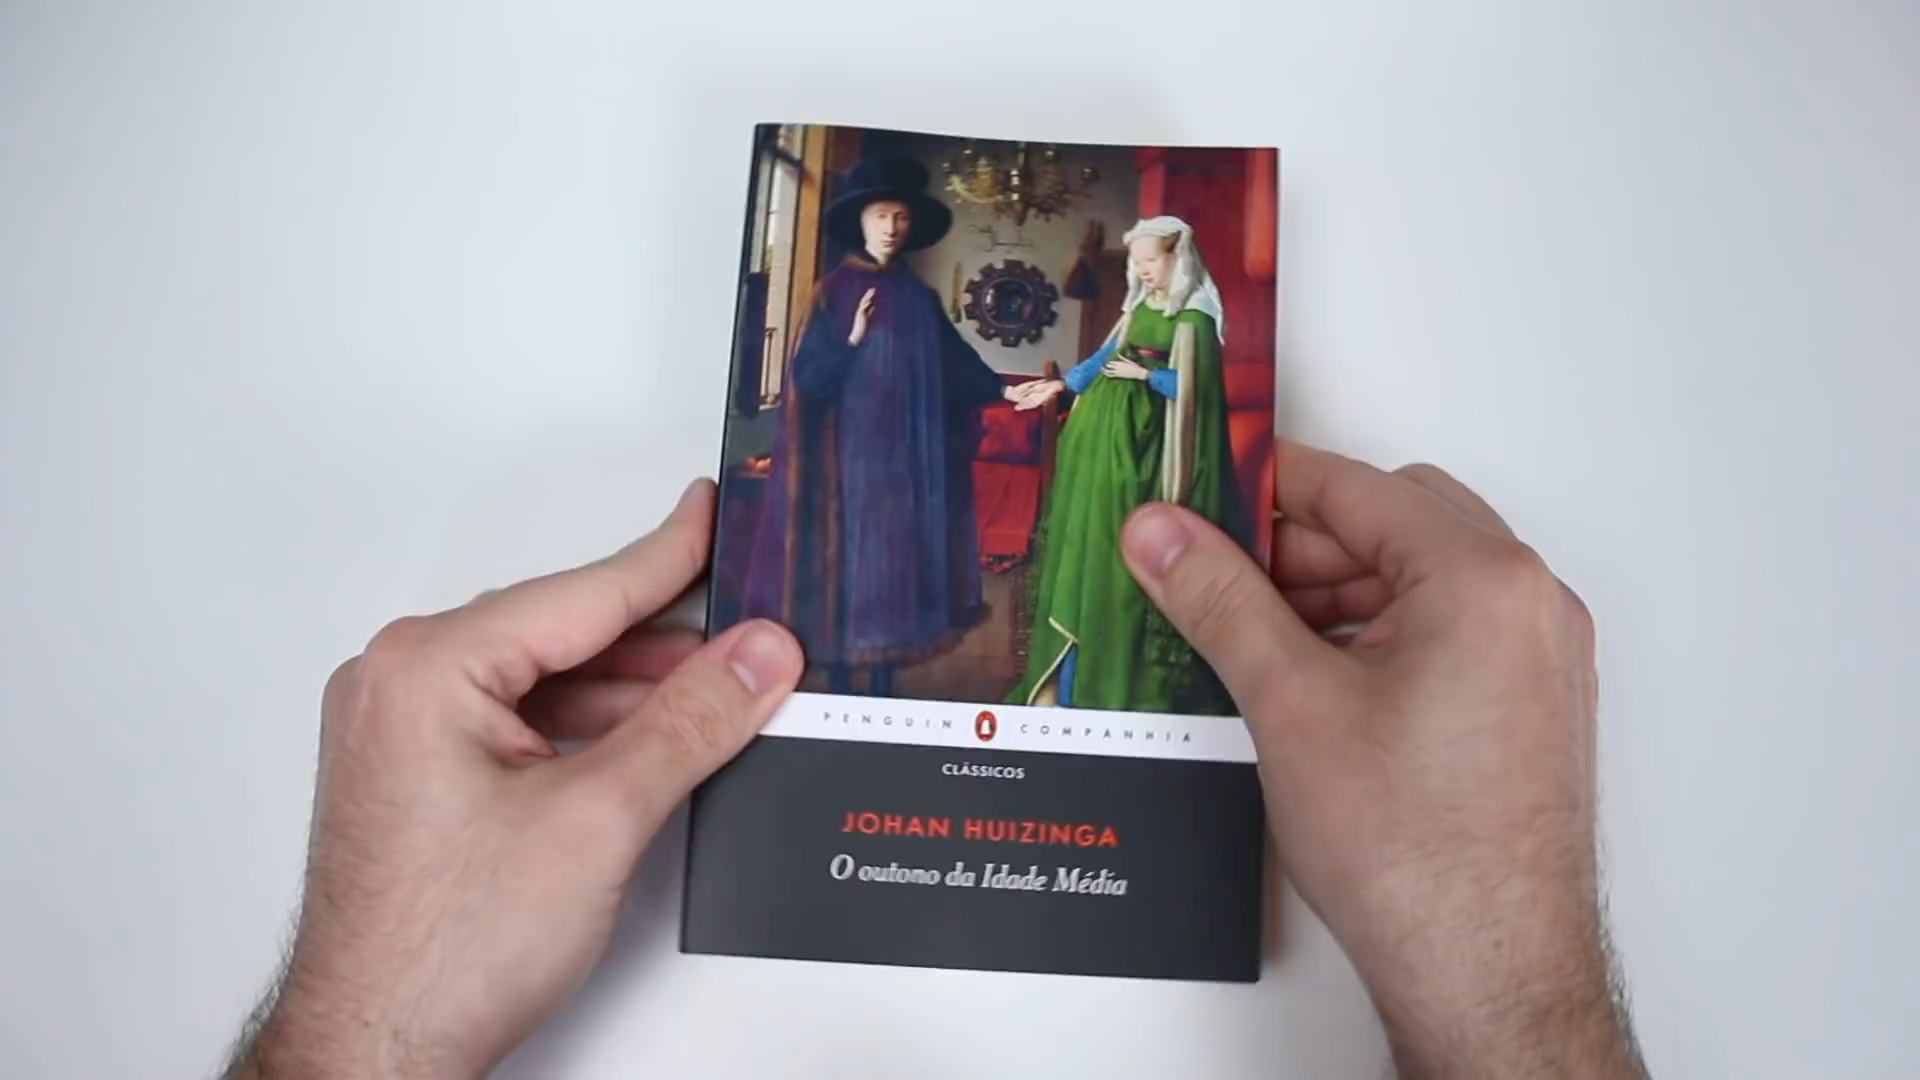 PENGUIN COMPANHIA
CLÁSSICOS
JOHAN HUIZINGA
O outono da Idade Média